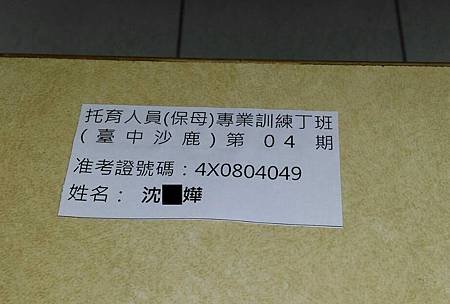 托育人員(保母)專業訓練丁班
(臺中沙鹿)第 04 期
准考證號碼：4X0804049
姓名： 沈 嬅